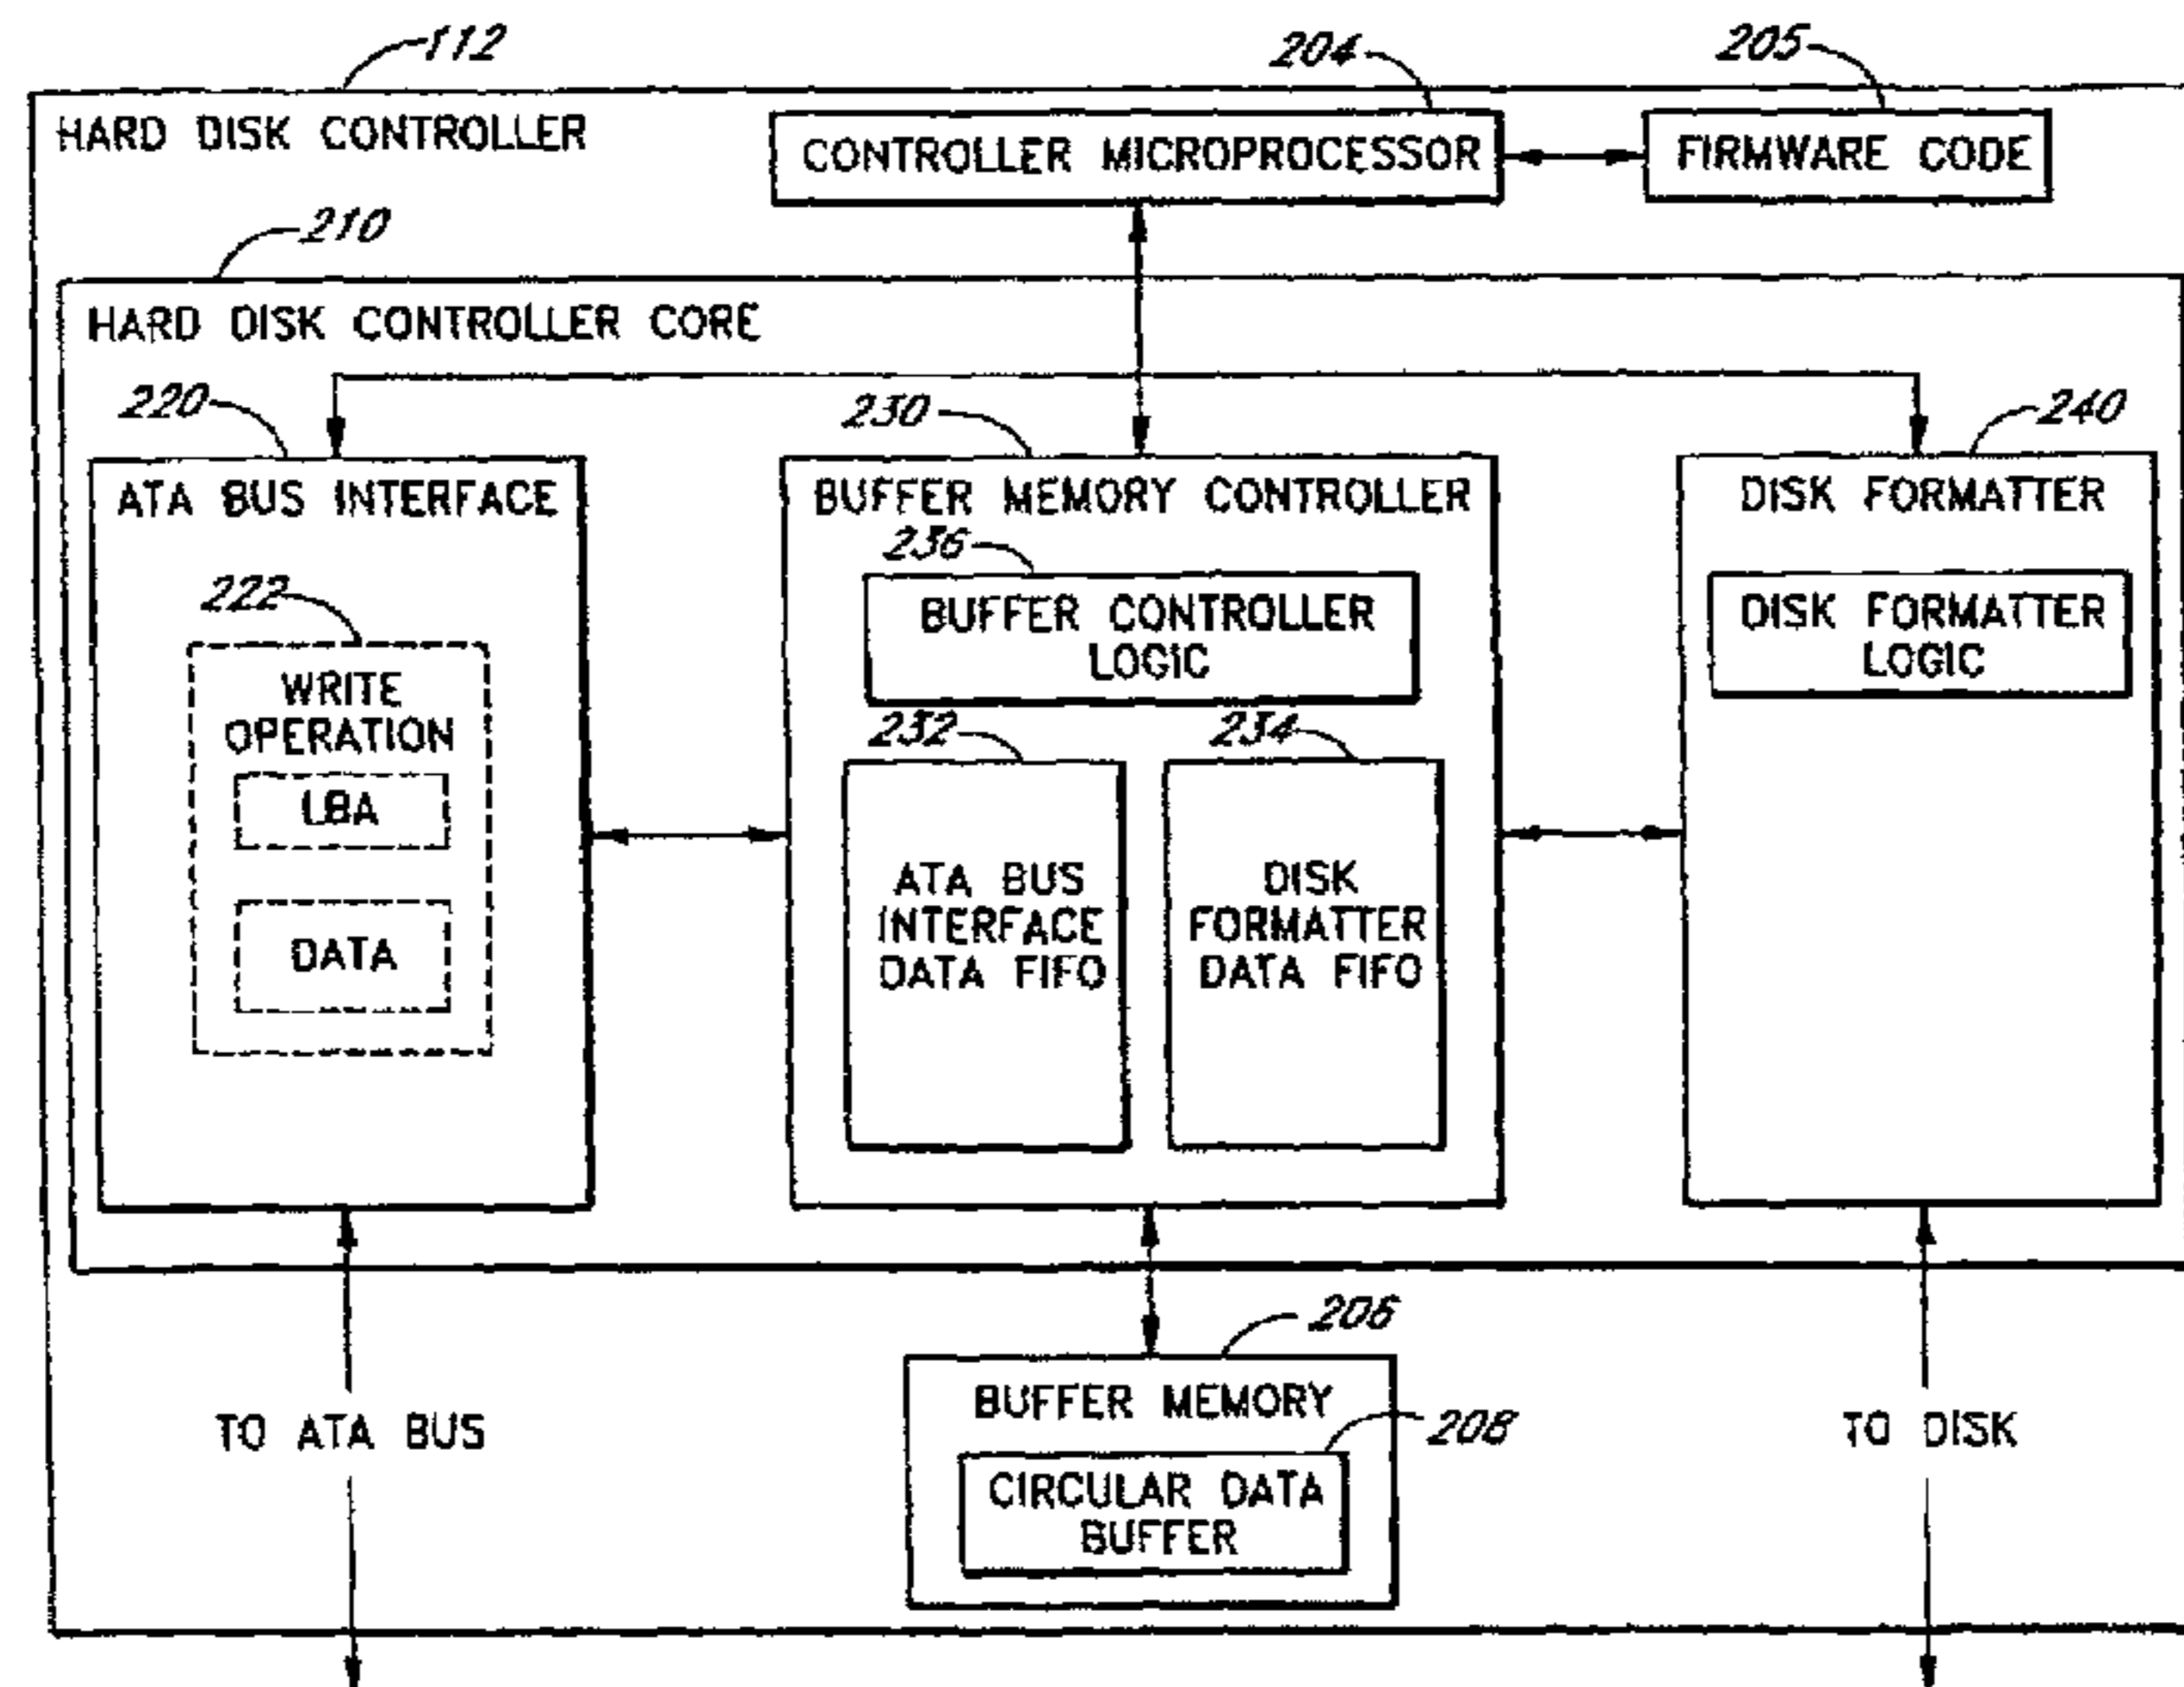 112
204
205
HARD DISK CONTROLLER
CONTROLLER MICROPROCESSOR
FIRMWARE CODE
210
HARD DISK CONTROLLER CORE
220
230
240
ATA BUS INTERFACE
BUFFER MEMORY CONTROLLER
DISK FORMATTER
236
222
BUFFER CONTROLLER
LOGIC
DISK FORMATTER
LOGIC
WRITE
OPERATION
LBA
DATA
232
234
ATA BUS
INTERFACE
DATA FIFO
DISK
FORMATTER
DATA FIFO
206
BUFFER MEMORY
208
CIRCULAR DATA
BUFFER
TO ATA BUS
TO DISK